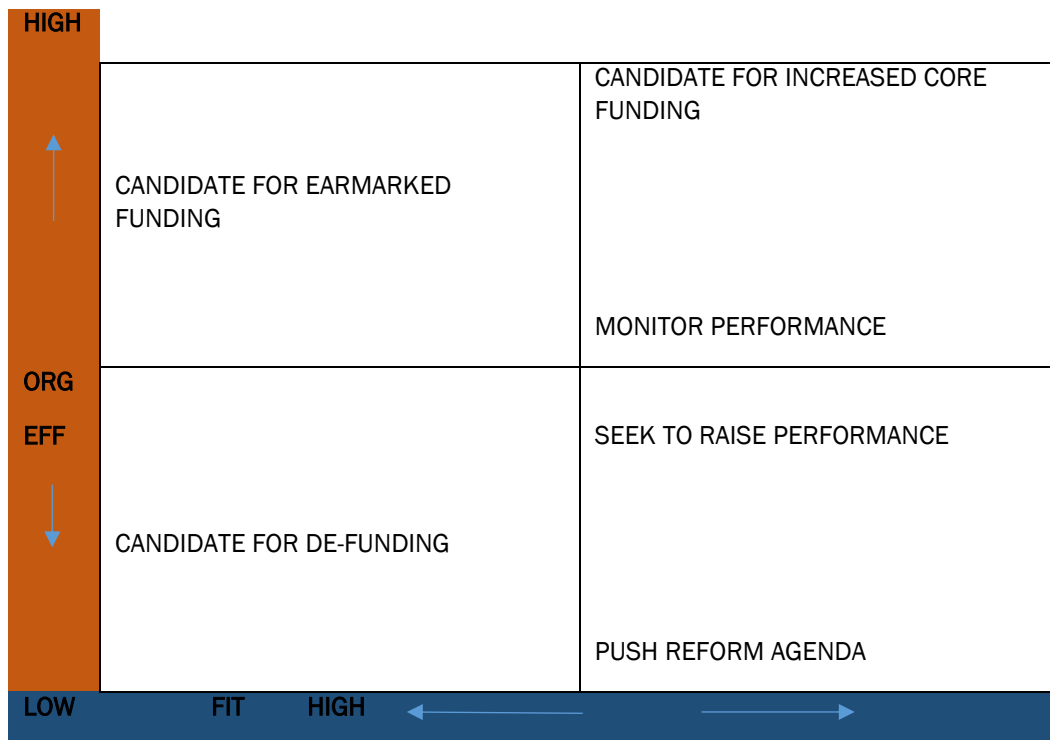 HIGH
CANDIDATE FOR INCREASED CORE
FUNDING
CANDIDATE FOR EARMARKED
FUNDING
MONITOR PERFORMANCE
ORG
EFF
SEEK TO RAISE PERFORMANCE
CANDIDATE FOR DE-FUNDING
PUSH REFORM AGENDA
LOW FIT HIGH